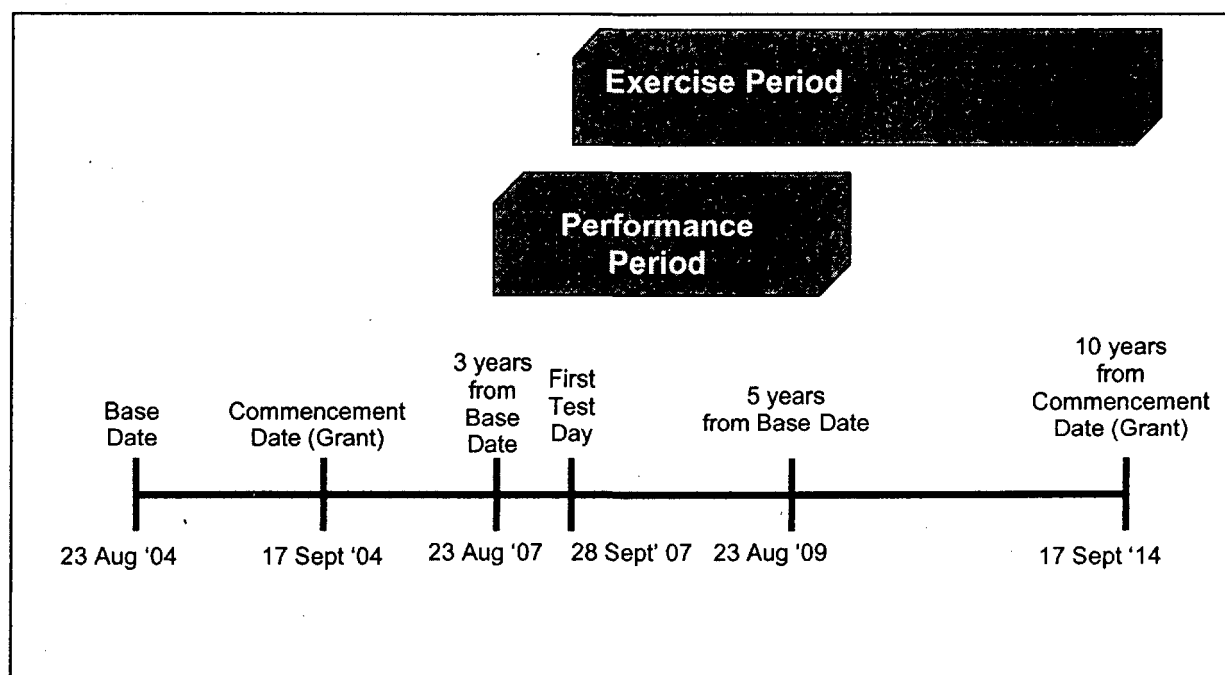 Exercise Period
Performance
Period
Base
Date
Commencement
Date (Grant)
3 years
from
Base
Date
First
Test
Day
5 years
from Base Date
10 years
from
Commencement
Date (Grant)
23 Aug '04
17 Sept '04
23 Aug '07
28 Sept' 07
23 Aug '09
17 Sept '14